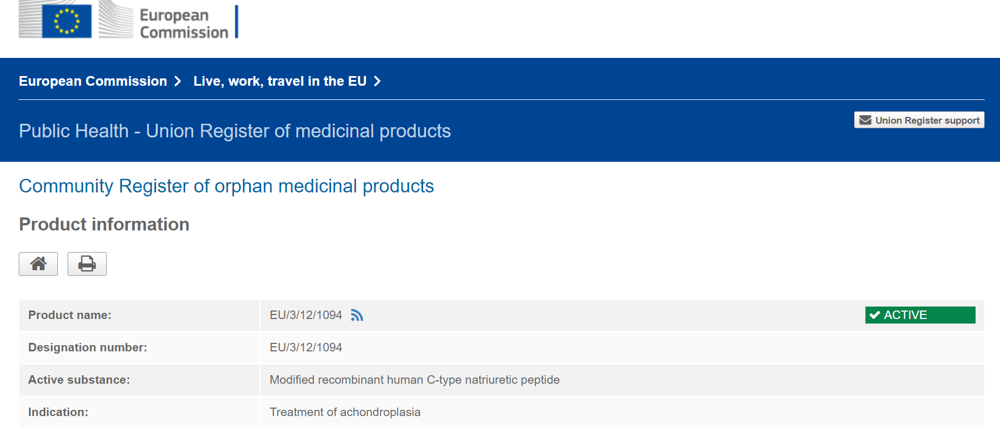 European
Commission
European Commission Live, work, travel in the EU
Public Health - Union Register of medicinal products
Union Register support
Community Register of orphan medicinal products
Product information
Product name: EU/3/12/1094 ACTIVE
Designation number: EU/3/12/1094
Active substance: Modified recombinant human C-type natriuretic peptide
Indication: Treatment of achondroplasia